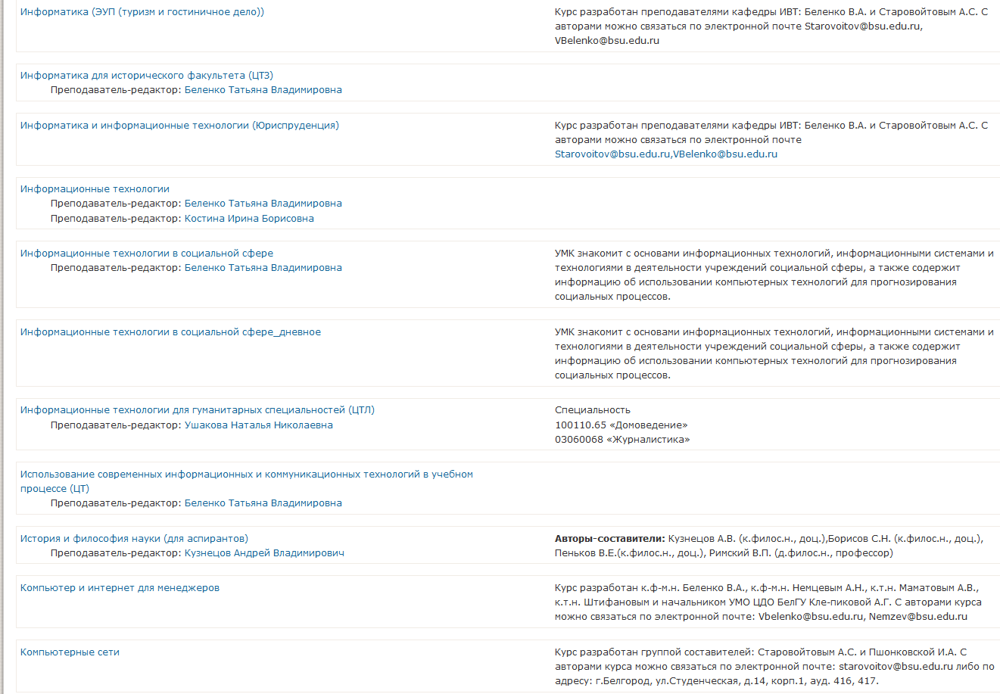 Информатика (ЭУП (туризм и гостиничное дело))
Курс разработан преподавателями кафедры ИВТ: Беленко В.А. и Старовойтовым А.С. С
авторами можно связаться по электронной почте Starovoitov@bsu.edu.ru,
VBelenko@bsu.edu.ru
Информатика для исторического факультета (ЦТЗ)
Преподаватель-редактор: Беленко Татьяна Владимировна
Информатика и информационные технологии (Юриспруденция)
Курс разработан преподавателями кафедры ИВТ: Беленко В.А. и Старовойтовым А.С. С
авторами можно связаться по электронной почте
Starovoitov@bsu.edu.ru,VBelenko@bsu.edu.ru
Информационные технологии
Преподаватель-редактор: Беленко Татьяна Владимировна
Преподаватель-редактор: Костина Ирина Борисовна
Информационные технологии в социальной сфере
Преподаватель-редактор: Беленко Татьяна Владимировна
УМК знакомит с основами информационных технологий, информационными системами и
технологиями в деятельности учреждений социальной сферы, а также содержит
информацию об использовании компьютерных технологий для прогнозирования
социальных процессов.
Информационные технологии в социальной сфере_дневное
УМК знакомит с основами информационных технологий, информационными системами и
технологиями в деятельности учреждений социальной сферы, а также содержит
информацию об использовании компьютерных технологий для прогнозирования
социальных процессов.
Информационные технологии для гуманитарных специальностей (ЦТЛ)
Преподаватель-редактор: Ушакова Наталья Николаевна
Специальность
100110.65 «Домоведение»
03060068 «Журналистика»
Использование современных информационных и коммуникационных технологий в учебном
процессе (ЦТ)
Преподаватель-редактор: Беленко Татьяна Владимировна
История и философия науки (для аспирантов)
Преподаватель-редактор: Кузнецов Андрей Владимирович
Авторы-составители: Кузнецов А.В. (к.филос.н., доц.),Борисов С.Н. (к.филос.н., доц.),
Пеньков В.Е.(к.филос.н., доц.), Римский В.П. (д.филос.н., профессор)
Компьютер и интернет для менеджеров
Курс разработан к.ф-м.н. Беленко В.А., к.ф-м.н. Немцевым А.Н., к.т.н. Маматовым А.В.,
к.т.н. Штифановым и начальником УМО ЦДО БелГУ Кле-пиковой А.Г. С авторами курса
можно связаться по электронной почте: Vbelenko@bsu.edu.ru, Nemzev@bsu.edu.ru
Компьютерные сети
Курс разработан группой составителей: Старовойтовым А.С. и Пшонковской И.А. С
авторами курса можно связаться по электронной почте: starovoitov@bsu.edu.ru либо по
адресу: г.Белгород, ул.Студенческая, д.14, корп.1, ауд. 416, 417.